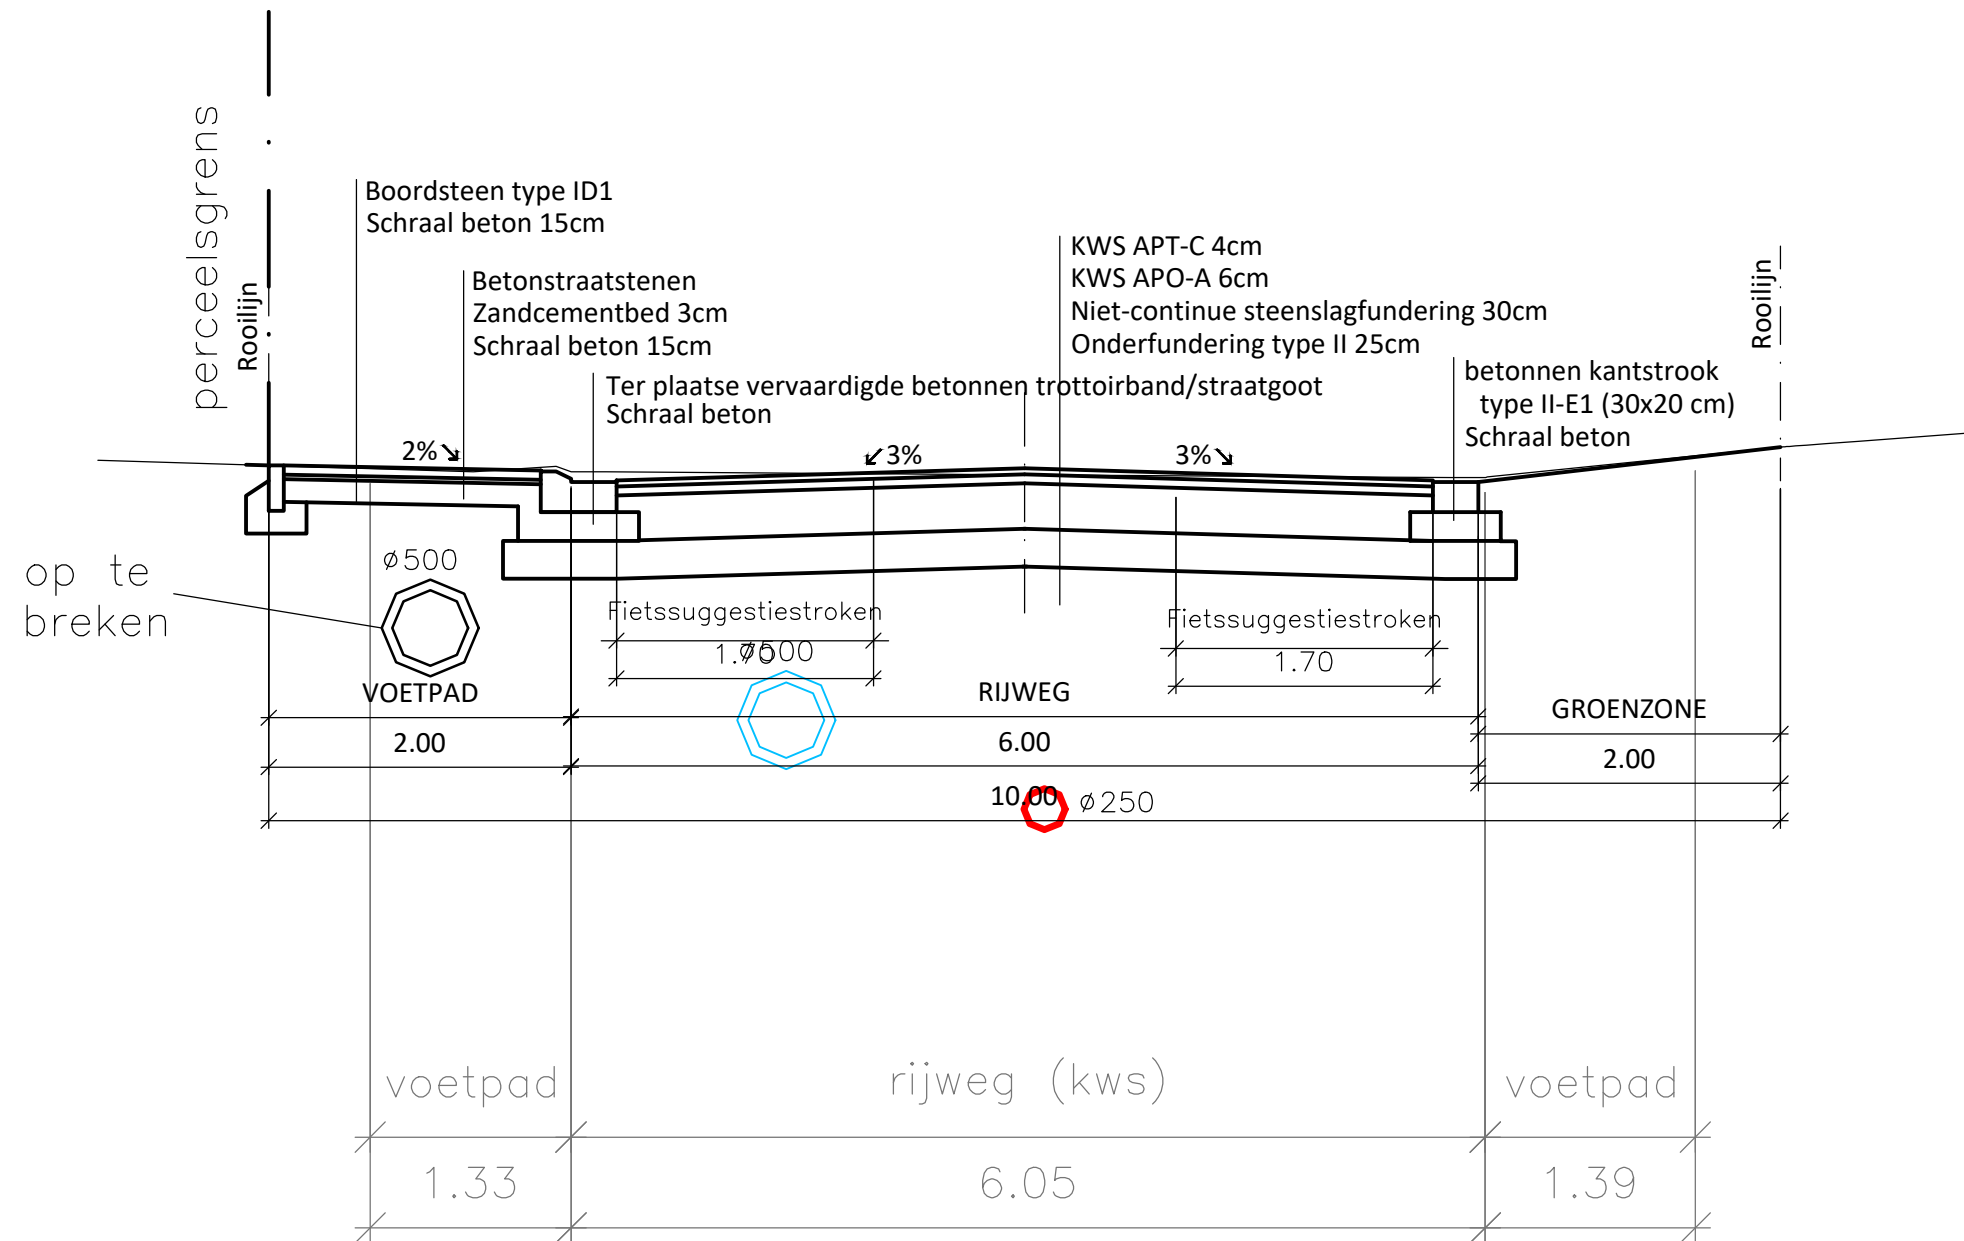 perceelsgrens
Rooilijn
Boordsteen type ID1
Schraal beton 15cm
Betonstraatstenen
Zandcementbed 3cm
Schraal beton 15cm
KWS APT-C 4cm
KWS APO-A 6cm
Niet-continue steenslagfundering 30cm
Onderfundering type II 25cm
Rooilijn
Ter plaatse vervaardigde betonnen trottoirband/straatgoot
Schraal beton
betonnen kantstrook
type II-E1 (30x20 cm)
Schraal beton
2%
3%
3%
op te
breken
ø500
Fietssuggestiestroken
1.70
ø500
Fietssuggestiestroken
1.70
VOETPAD
RIJWEG
GROENZONE
2.00
6.00
2.00
10.00
ø250
voetpad
rijweg (kws)
voetpad
1.33
6.05
1.39